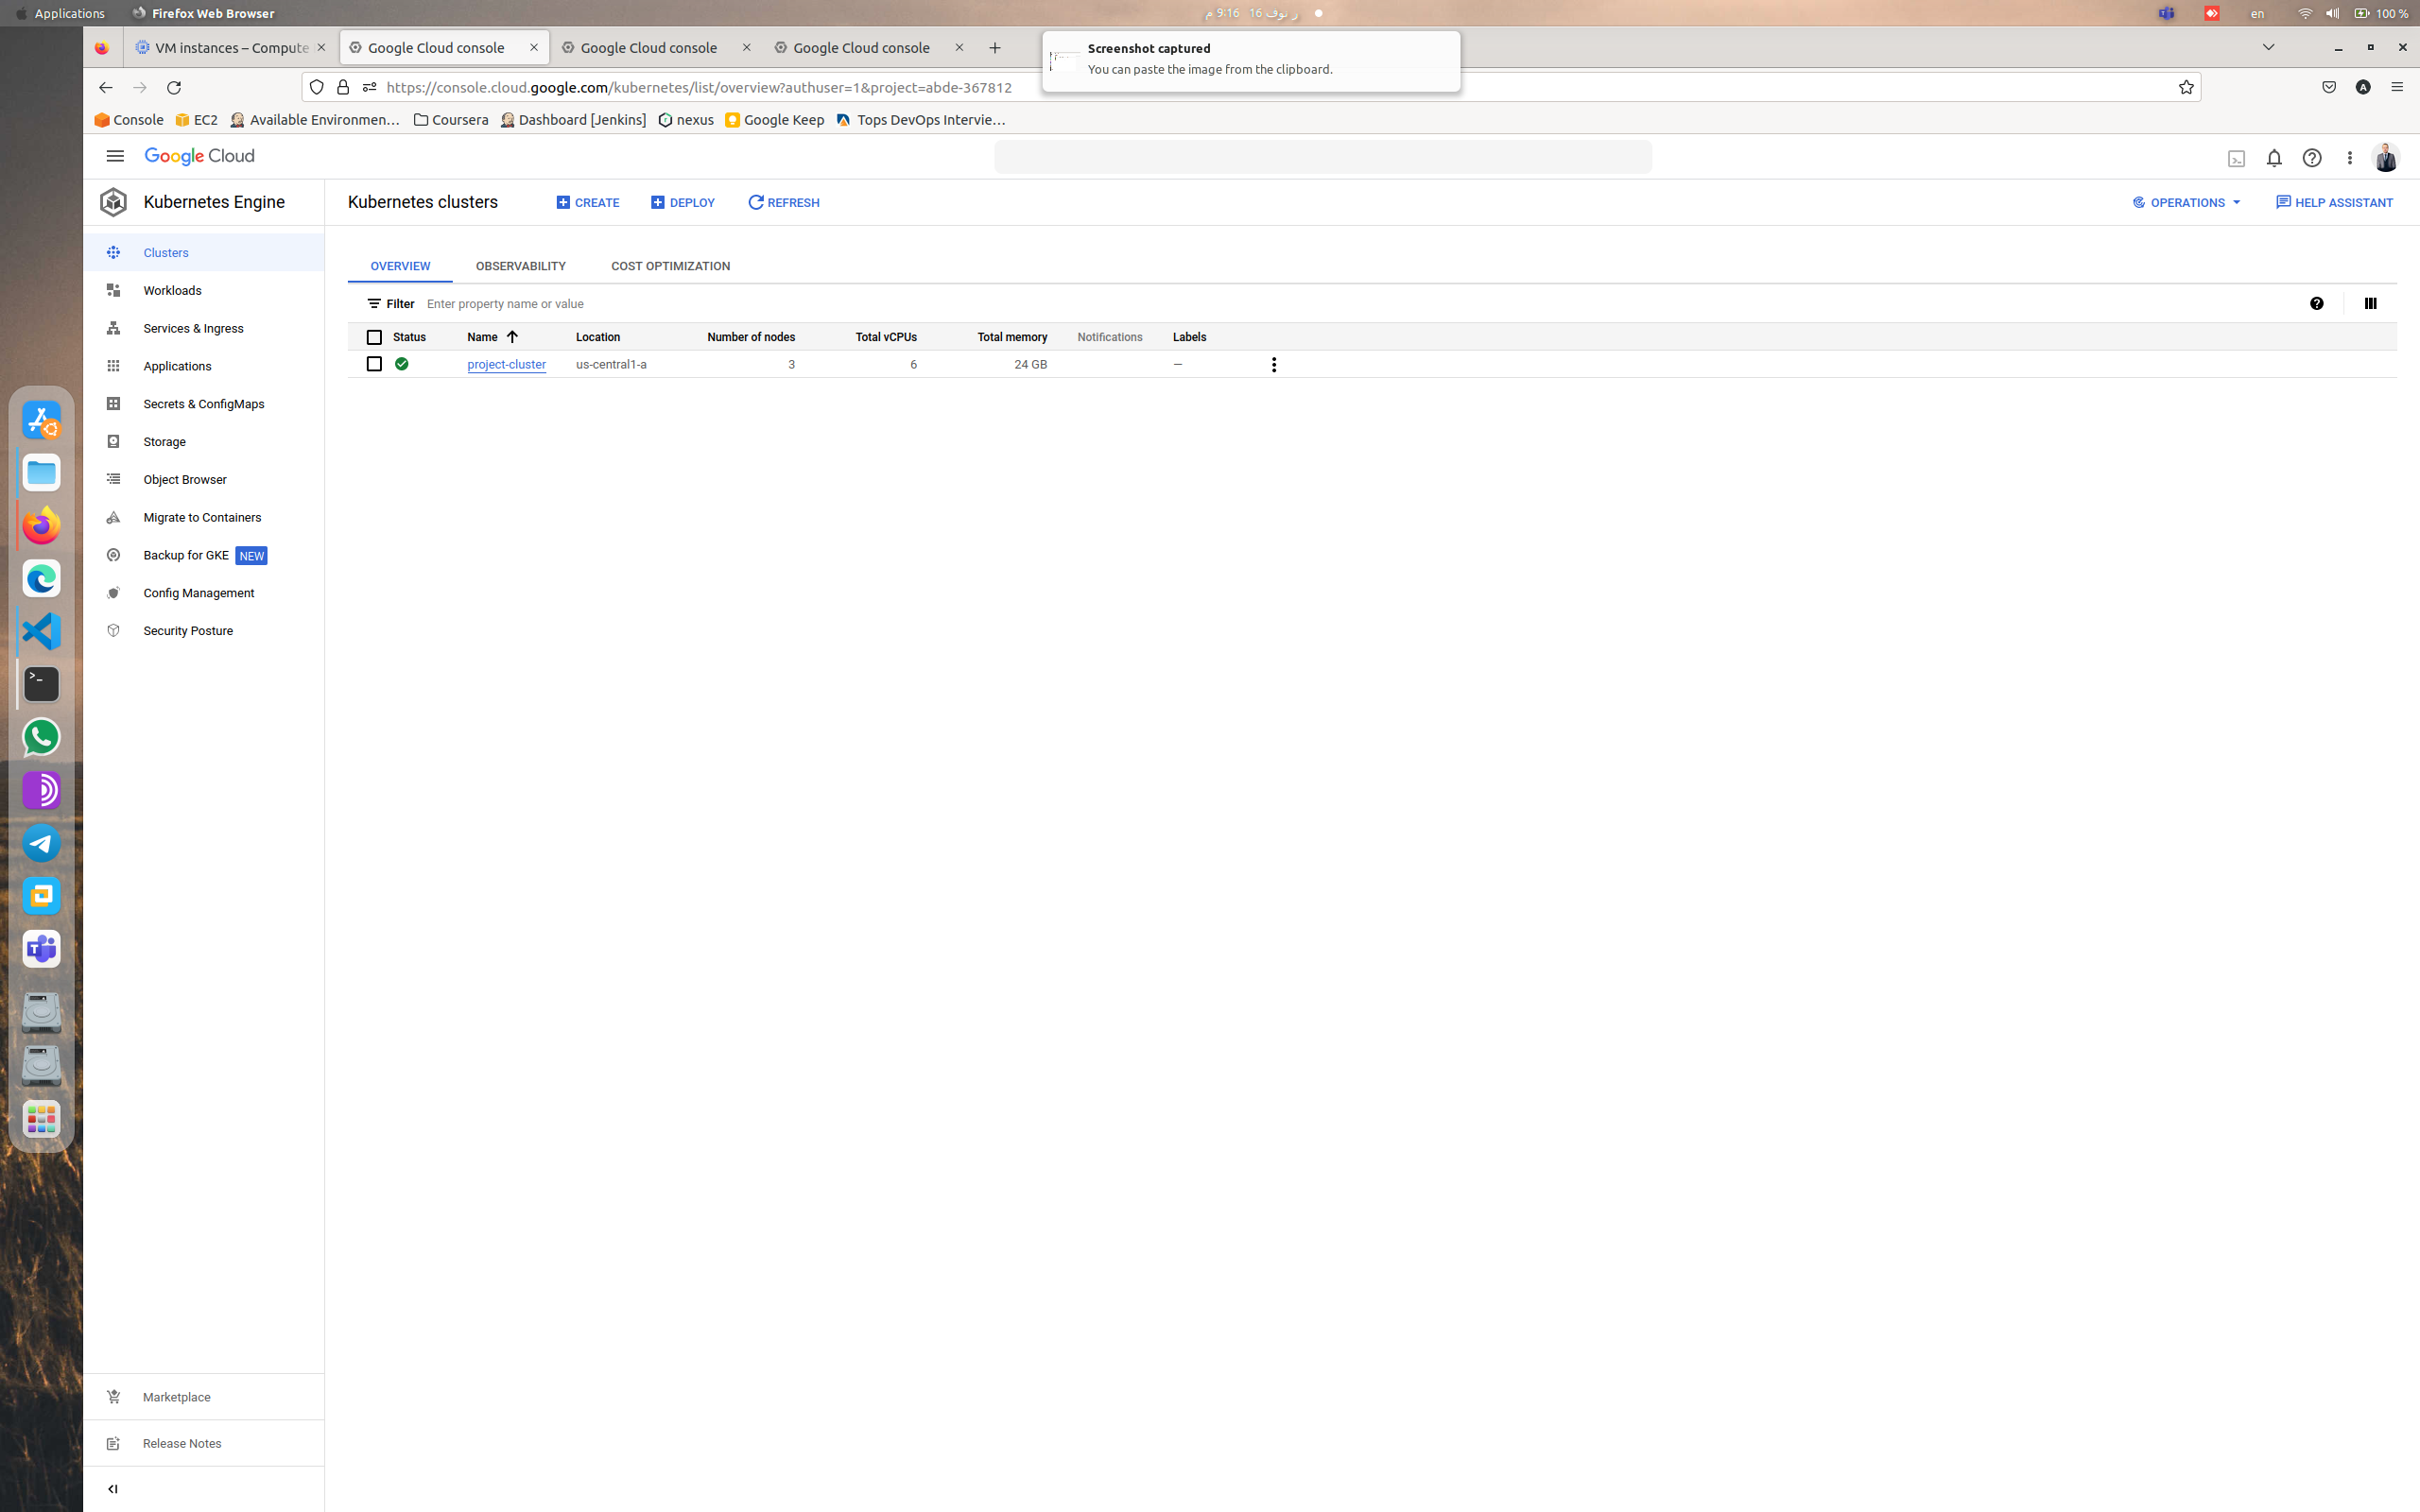 Applications Firefox Web Browser م 9:16 ر نوف 16 en 100 %
VM instances – Compute Google Cloud console Google Cloud console Google Cloud console
Screenshot captured
You can paste the image from the clipboard.
https://console.cloud.google.com/kubernetes/list/overview?authuser=1&project=abde-367812
Console EC2 Available Environmen… Coursera Dashboard [Jenkins] nexus Google Keep Tops DevOps Intervie…
Google Cloud
Kubernetes Engine
Kubernetes clusters CREATE DEPLOY REFRESH OPERATIONS HELP ASSISTANT
Clusters
Workloads
Services & Ingress
Applications
Secrets & ConfigMaps
Storage
Object Browser
Migrate to Containers
Backup for GKE NEW
Config Management
Security Posture
OVERVIEW OBSERVABILITY COST OPTIMIZATION
Filter Enter property name or value
Status Name Location Number of nodes Total vCPUs Total memory Notifications Labels
project-cluster us-central1-a 3 6 24 GB —
Marketplace
Release Notes